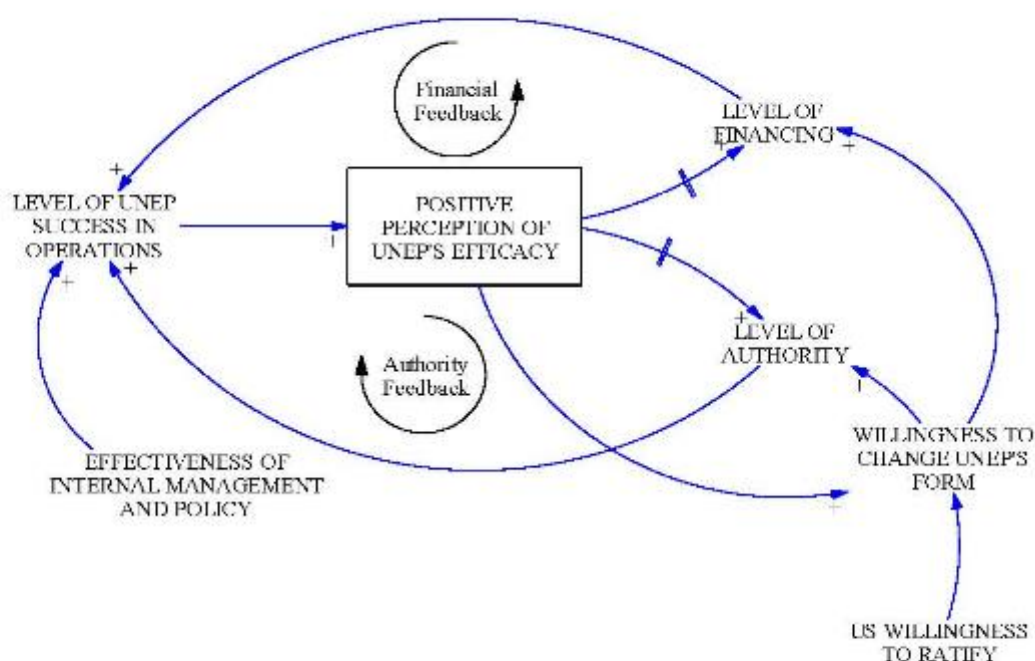 Financial
Feedback
LEVEL OF
FINANCING
+
+
+
LEVEL OF UNEP
SUCCESS IN
OPERATIONS
+
+
POSITIVE
PERCEPTION OF
UNEP'S EFFICACY
+
Authority
Feedback
+
LEVEL OF
AUTHORITY
EFFECTIVENESS OF
INTERNAL MANAGEMENT
AND POLICY
WILLINGNESS TO
CHANGE UNEP'S
FORM
+
US WILLINGNESS
TO RATIFY